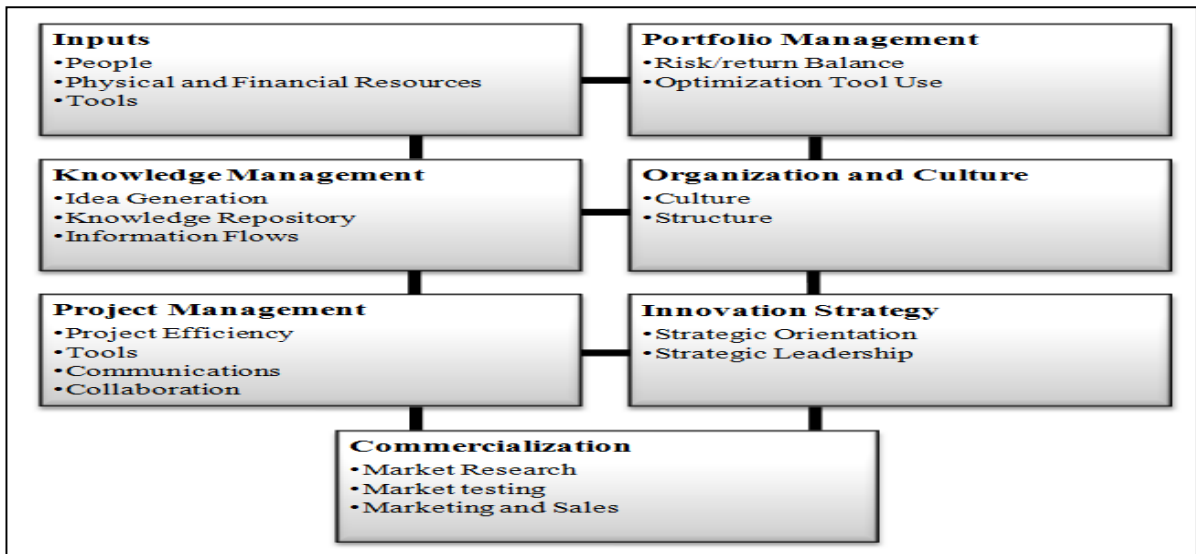 Inputs
•People
•Physical and Financial Resources
•Tools
Portfolio Management
•Risk/return Balance
•Optimization Tool Use
Knowledge Management
•Idea Generation
•Knowledge Repository
•Information Flows
Organization and Culture
•Culture
•Structure
Project Management
•Project Efficiency
•Tools
•Communications
•Collaboration
Innovation Strategy
•Strategic Orientation
•Strategic Leadership
Commercialization
•Market Research
•Market testing
•Marketing and Sales